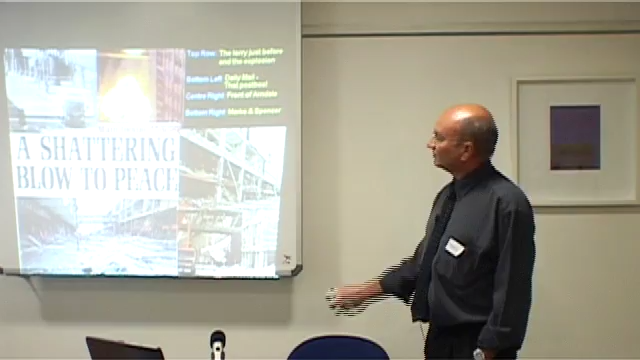 Top Row: The lorry just before
and the explosion
Bottom Left Daily Mail -
That postbox!
Centre Right Front of Arndale
Bottom Right Marks & Spencer
A SHATTERING
BLOW TO PEACE